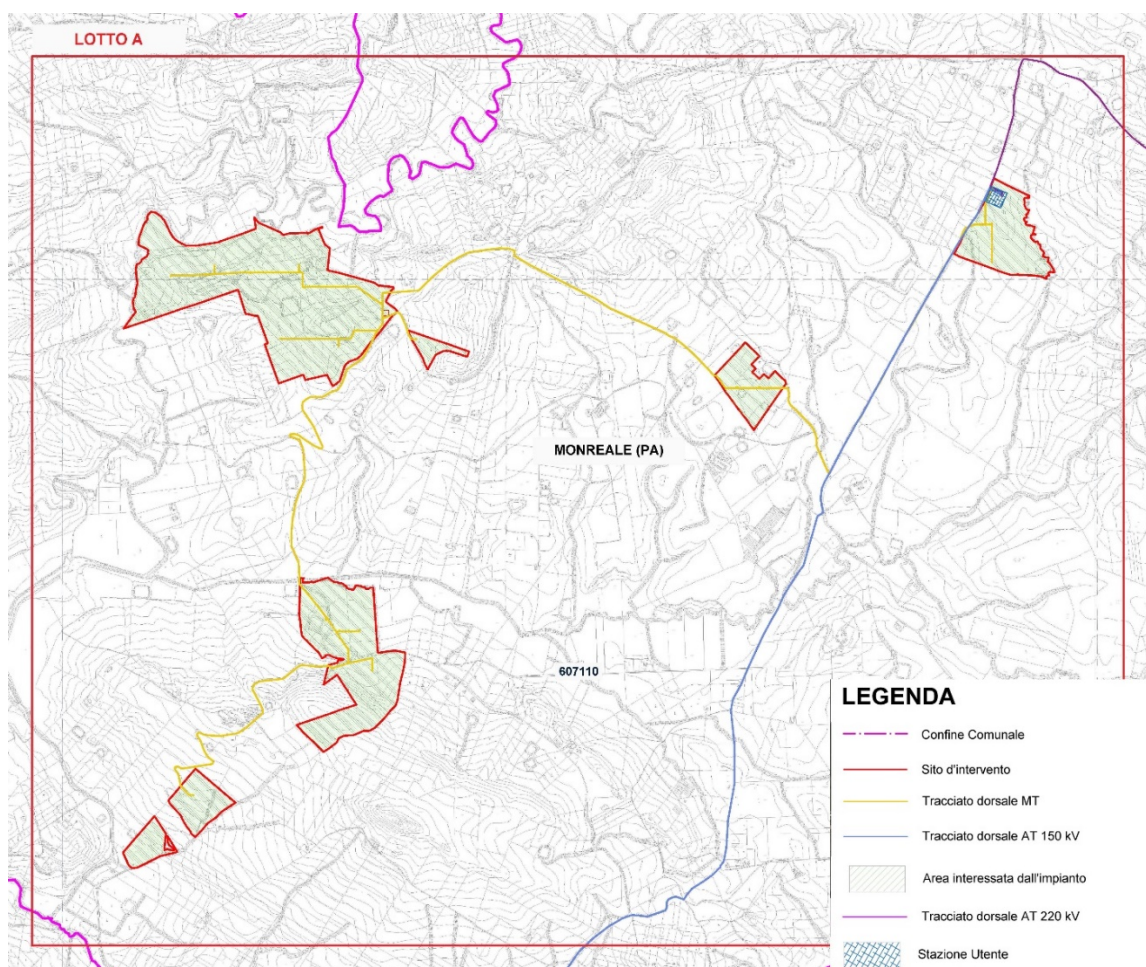 LOTTO A
MONREALE (PA)
607110
LEGENDA
Confine Comunale
Sito d'intervento
Tracciato dorsale MT
Tracciato dorsale AT 150 kV
Area interessata dall'impianto
Tracciato dorsale AT 220 kV
Stazione Utente